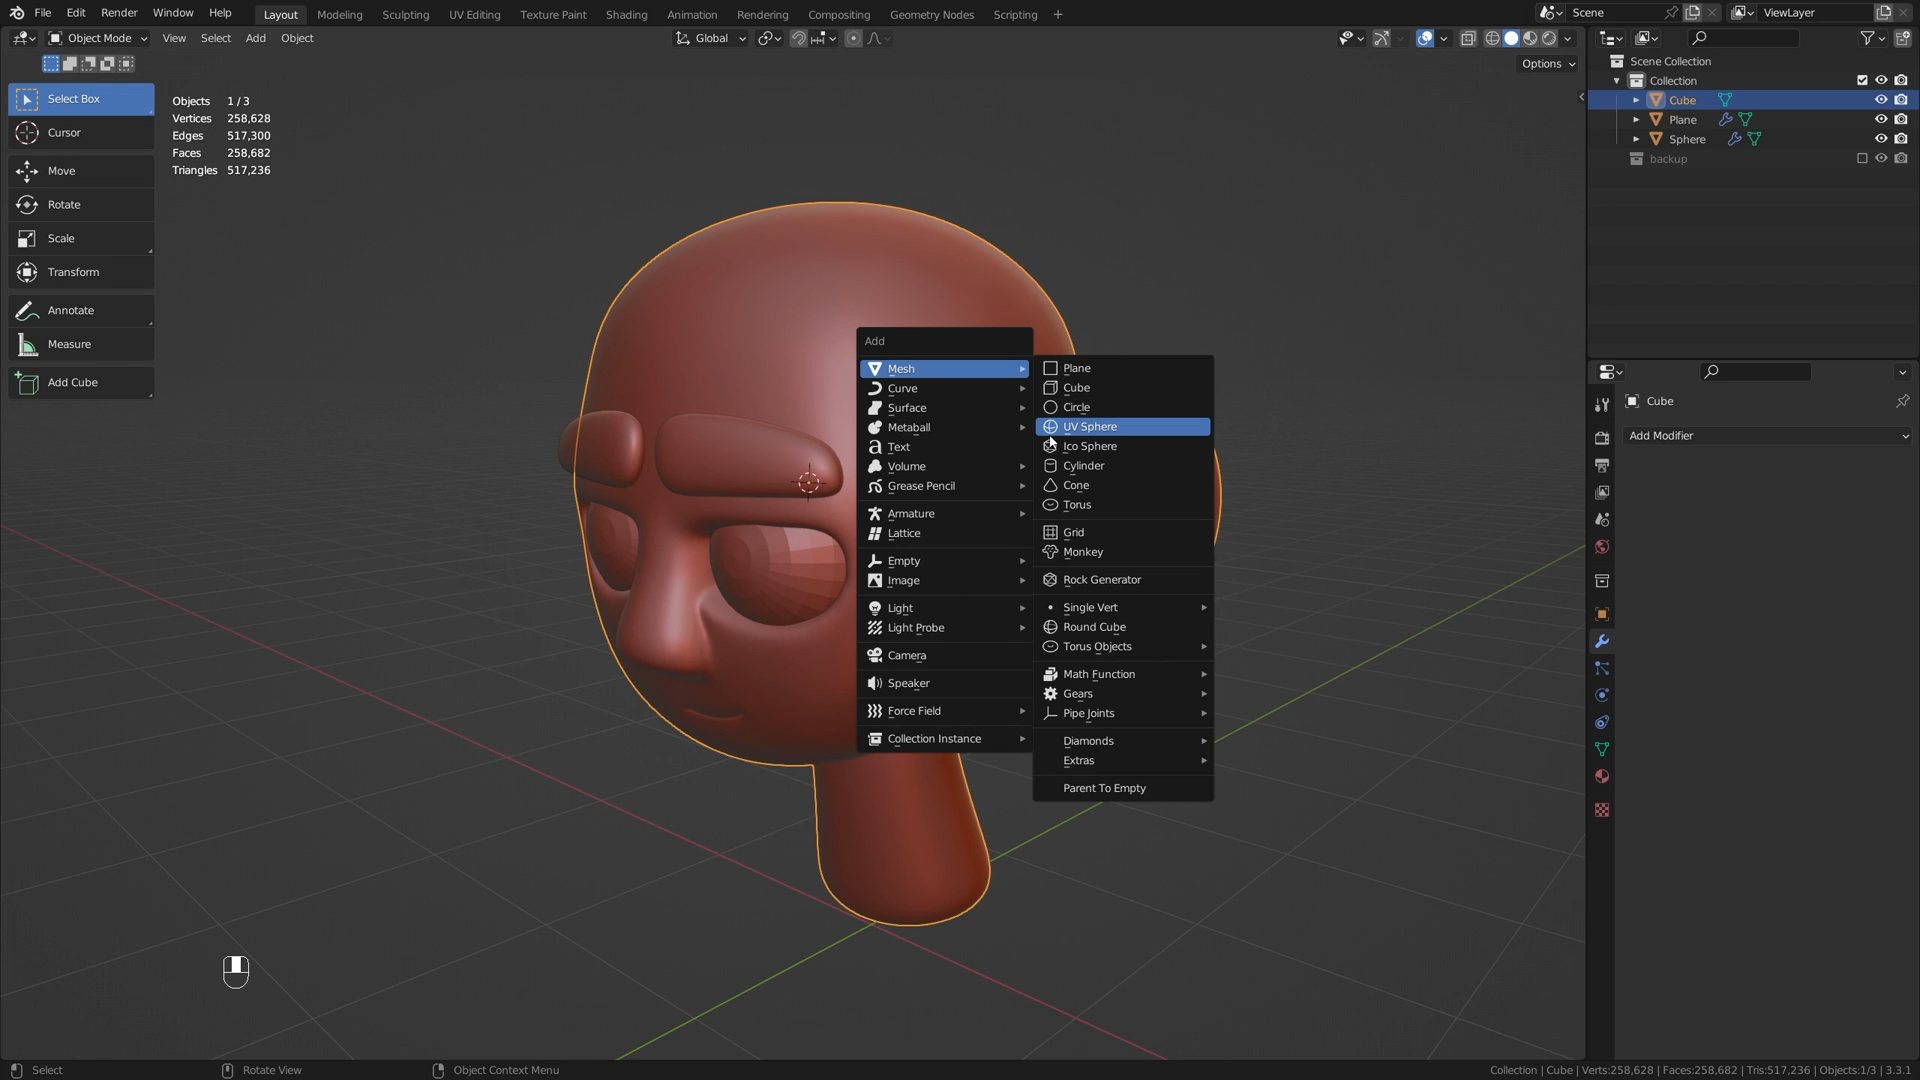 File Edit Render Window Help Layout Modeling Sculpting UV Editing Texture Paint Shading Animation Rendering Compositing Geometry Nodes Scripting + Scene ViewLayer
Object Mode View Select Add Object Global
Options
Select Box
Cursor
Move
Rotate
Scale
Transform
Annotate
Measure
Add Cube
Objects 1 / 3
Vertices 258,628
Edges 517,300
Faces 258,682
Triangles 517,236
Add
Mesh
Curve
Surface
Metaball
Text
Volume
Grease Pencil
Armature
Lattice
Empty
Image
Light
Light Probe
Camera
Speaker
Force Field
Collection Instance
Plane
Cube
Circle
UV Sphere
Ico Sphere
Cylinder
Cone
Torus
Grid
Monkey
Rock Generator
Single Vert
Round Cube
Torus Objects
Math Function
Gears
Pipe Joints
Diamonds
Extras
Parent To Empty
Scene Collection
Collection
Cube
Plane
Sphere
backup
Cube
Add Modifier
Select Rotate View Object Context Menu Collection | Cube | Verts:258,628 | Faces:258,682 | Tris:517,236 | Objects:1/3 | 3.3.1